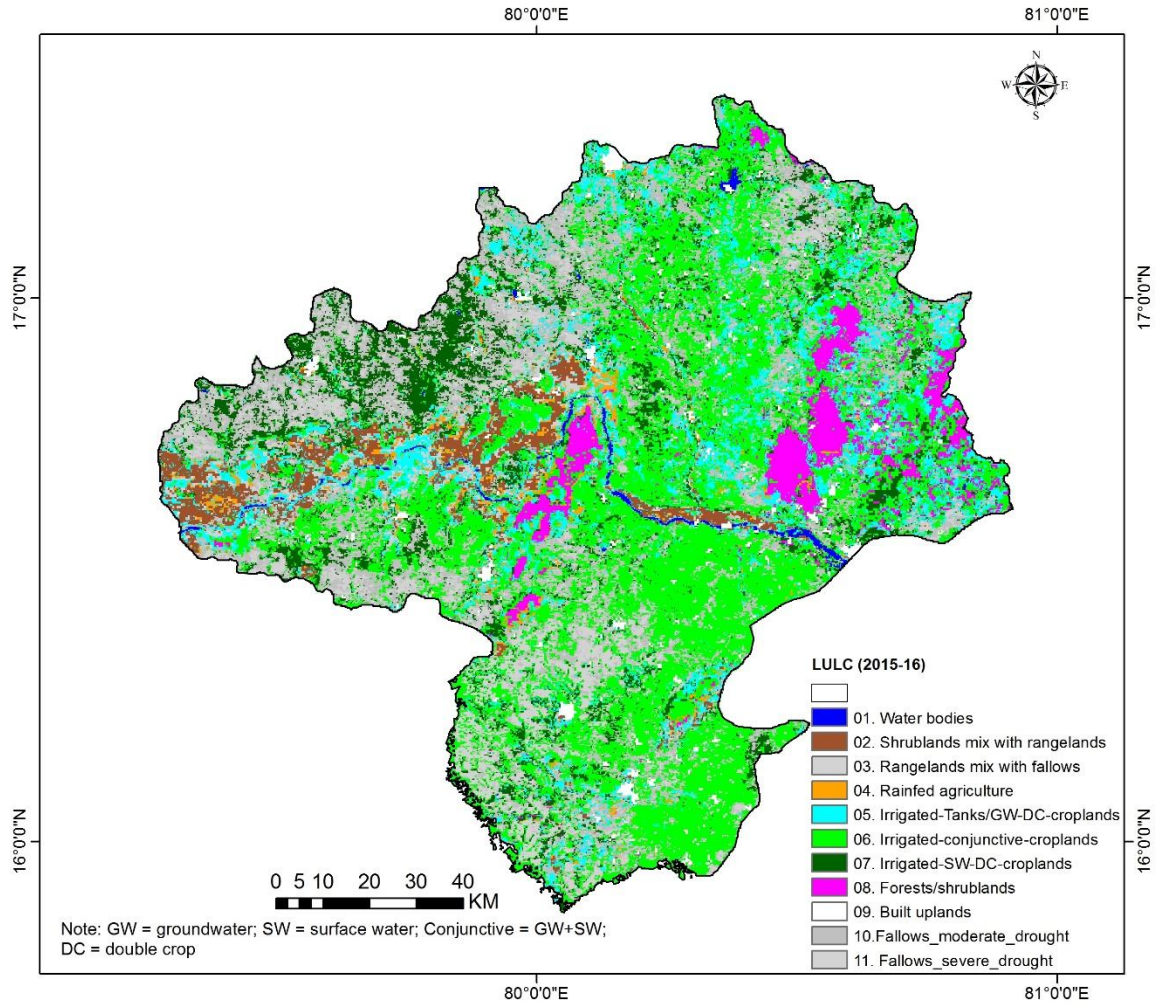 80°0'0"E
81°0'0"E
N
W
E
S
17°0'0"N
17°0'0"N
LULC (2015-16)
01. Water bodies
02. Shrublands mix with rangelands
03. Rangelands mix with fallows
04. Rainfed agriculture
05. Irrigated-Tanks/GW-DC-croplands
06. Irrigated-conjunctive-croplands
07. Irrigated-SW-DC-croplands
08. Forests/shrublands
09. Built uplands
10.Fallows_moderate_drought
11. Fallows_severe_drought
16°0'0"N
16°0'0"N
0 5 10 20 30 40
KM
Note: GW = groundwater; SW = surface water; Conjunctive = GW+SW;
DC = double crop
80°0'0"E
81°0'0"E